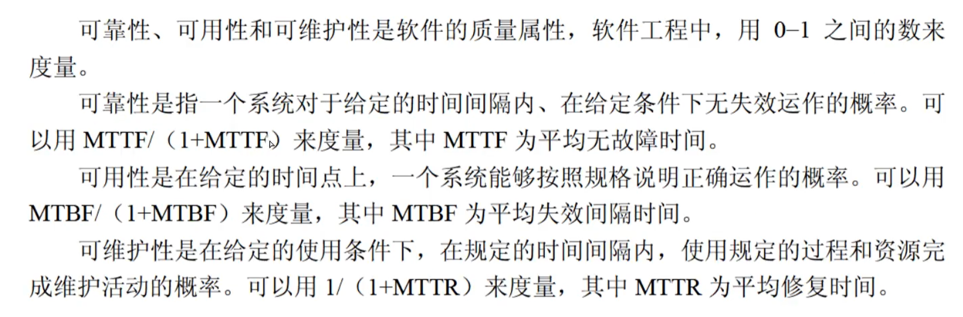 可靠性、可用性和可维护性是软件的质量属性，软件工程中，用 0−1 之间的数来
度量。
可靠性是指一个系统对于给定的时间间隔内、在给定条件下无失效运作的概率。可
以用 MTTF/（1+MTTF）来度量，其中 MTTF 为平均无故障时间。
可用性是在给定的时间点上，一个系统能够按照规格说明正确运作的概率。可以用
MTBF/（1+MTBF）来度量，其中 MTBF 为平均失效间隔时间。
可维护性是在给定的使用条件下，在规定的时间间隔内，使用规定的过程和资源完
成维护活动的概率。可以用 1/（1+MTTR）来度量，其中 MTTR 为平均修复时间。